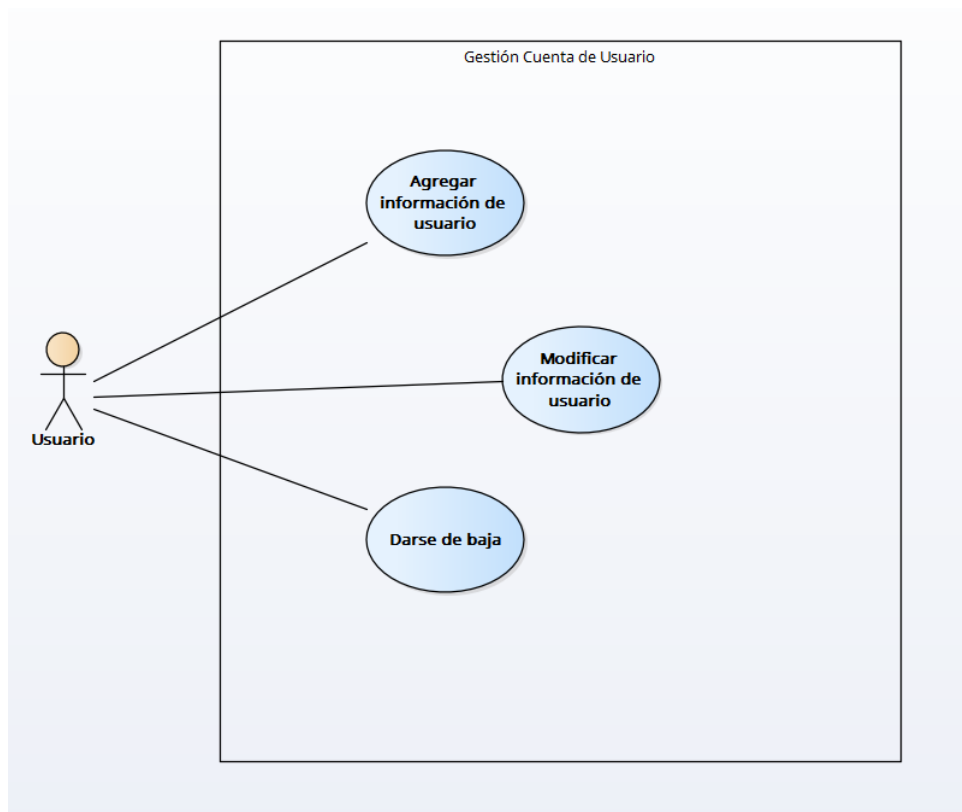 Gestión Cuenta de Usuario
Agregar
información de
usuario
Modificar
información de
usuario
Usuario
Darse de baja